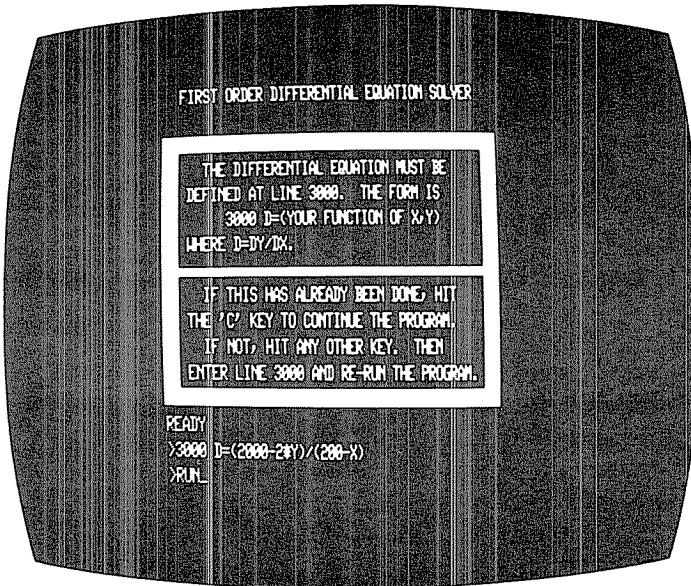 FIRST ORDER DIFFERENTIAL EQUATION SOLVER
THE DIFFERENTIAL EQUATION MUST BE
DEFINED AT LINE 3000. THE FORM IS
3000 D=(YOUR FUNCTION OF X,Y)
WHERE D=DY/DX.
IF THIS HAS ALREADY BEEN DONE, HIT
THE 'C' KEY TO CONTINUE THE PROGRAM.
IF NOT, HIT ANY OTHER KEY. THEN
ENTER LINE 3000 AND RE-RUN THE PROGRAM.
READY
>3000 D=(2000-2*Y)/(200-X)
>RUN_